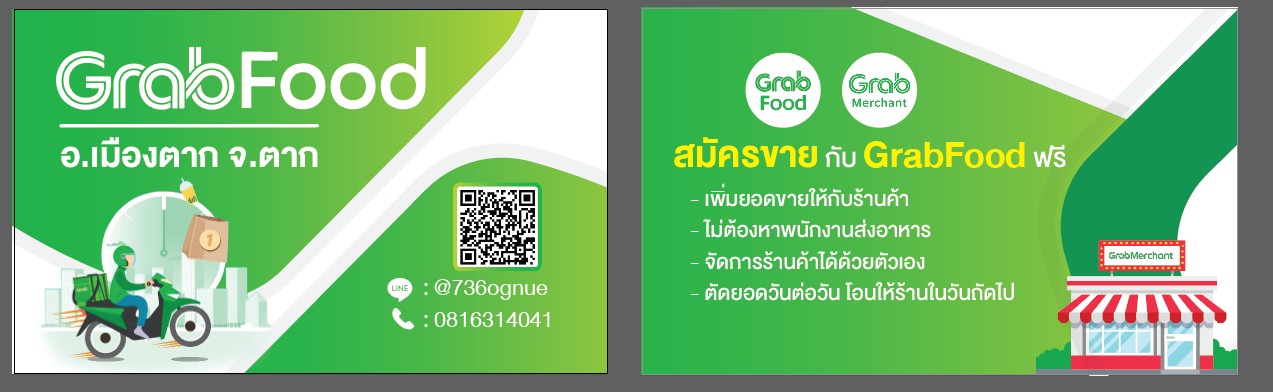 GrabFood
อ.เมืองตาก จ.ตาก
1
LINE : @736ognue
: 0816314041
Grab
Food
Grab
Merchant
สมัครขาย กับ GrabFood ฟรี
- เพิ่มยอดขายให้กับร้านค้า
- ไม่ต้องหาพนักงานส่งอาหาร
- จัดการร้านค้าได้ด้วยตัวเอง
- ตัดยอดวันต่อวัน โอนให้ร้านในวันถัดไป
GrabMerchant